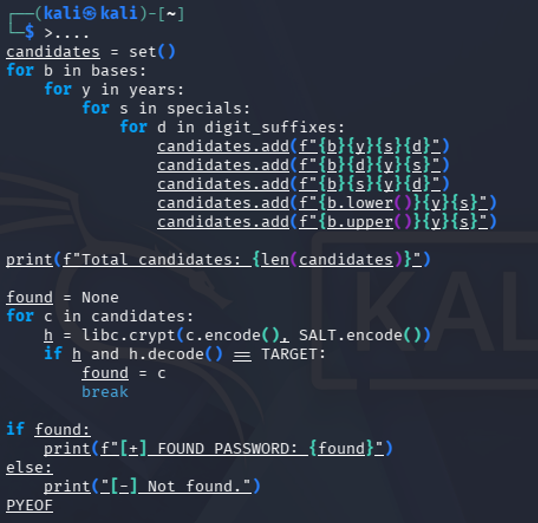 ┌──(kali㉿kali)-[~]
└─$ >....
candidates = set()
for b in bases:
    for y in years:
        for s in specials:
            for d in digit_suffixes:
                candidates.add(f"{b}{y}{s}{d}")
                candidates.add(f"{b}{d}{y}{s}")
                candidates.add(f"{b}{s}{y}{d}")
                candidates.add(f"{b.lower()}{y}{s}")
                candidates.add(f"{b.upper()}{y}{s}")

print(f"Total candidates: {len(candidates)}")

found = None
for c in candidates:
    h = libc.crypt(c.encode(), SALT.encode())
    if h and h.decode() == TARGET:
        found = c
        break

if found:
    print(f"[+] FOUND PASSWORD: {found}")
else:
    print("[-] Not found.")
PYEOF
KAL